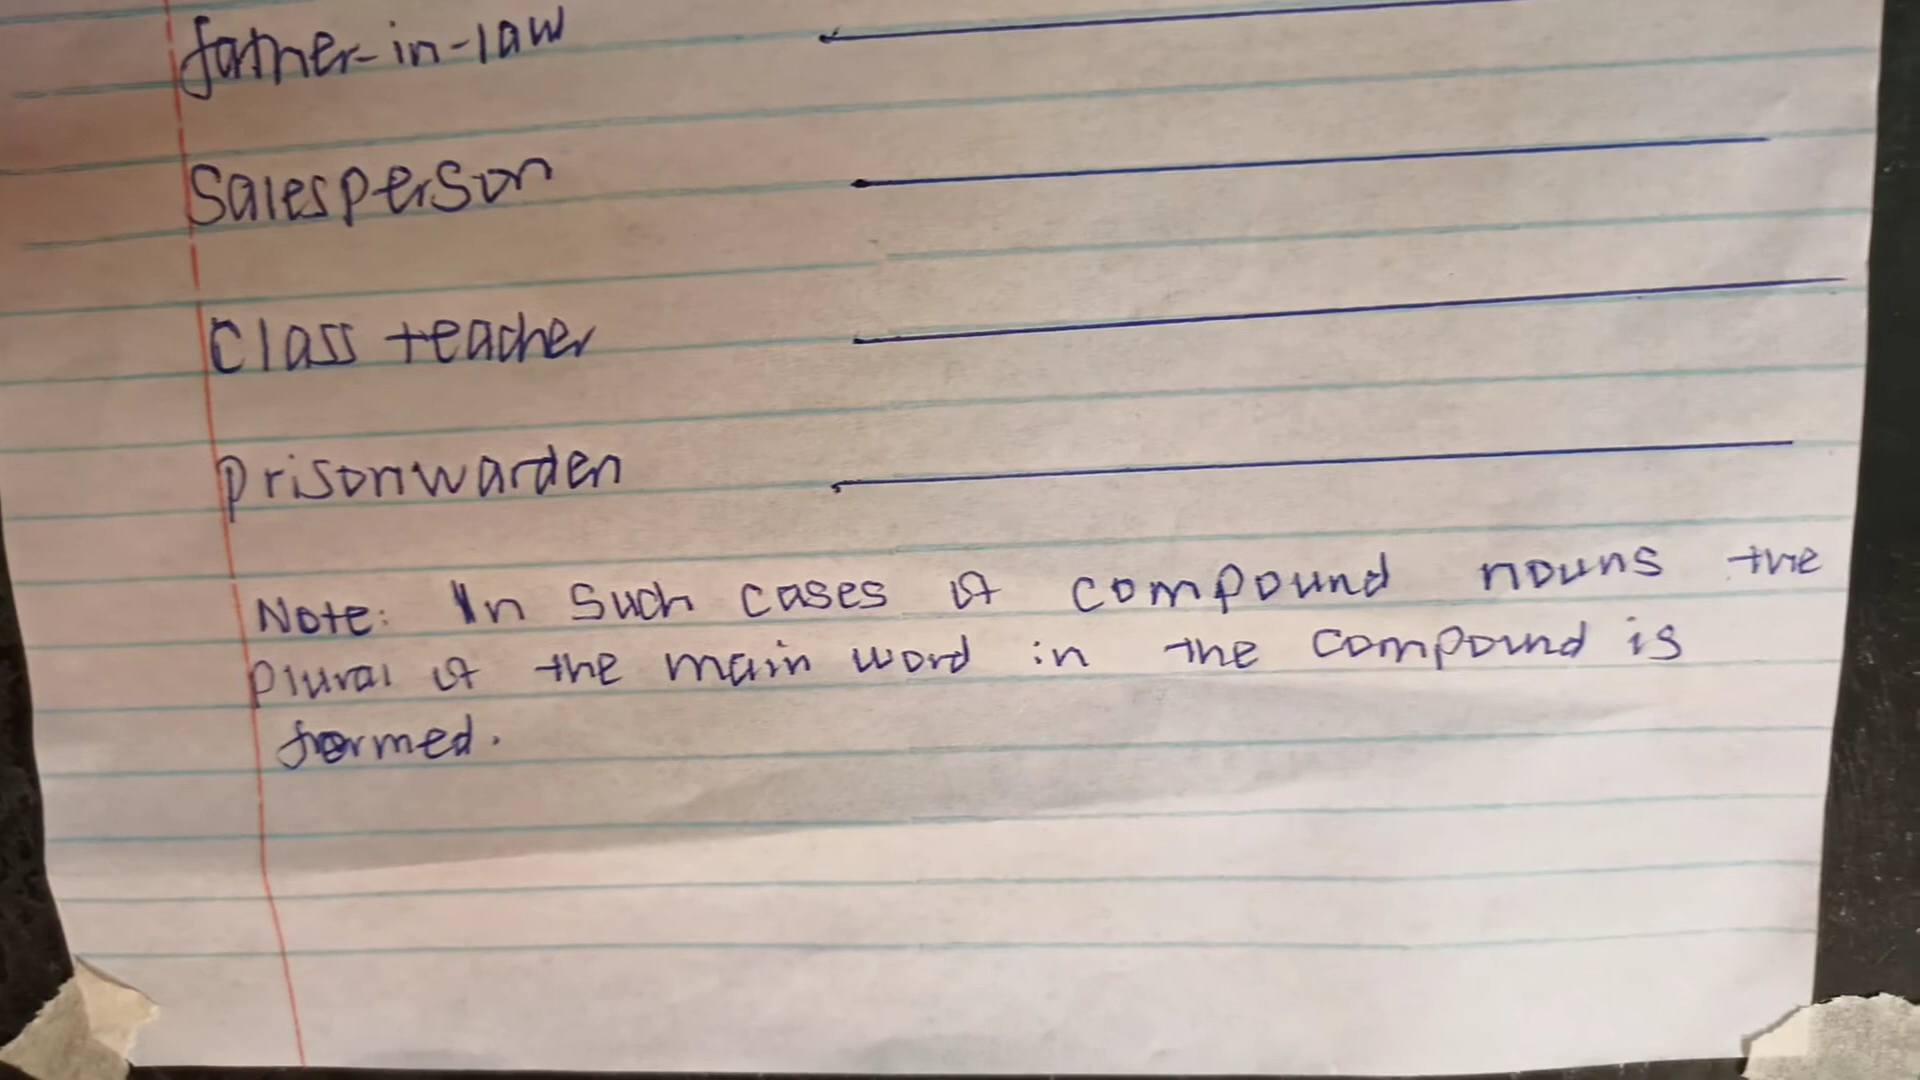 father-in-law
Salesperson
Class teacher
prisonwarden
Note: In such cases of compound nouns the
plural of the main word in the compound is
formed.